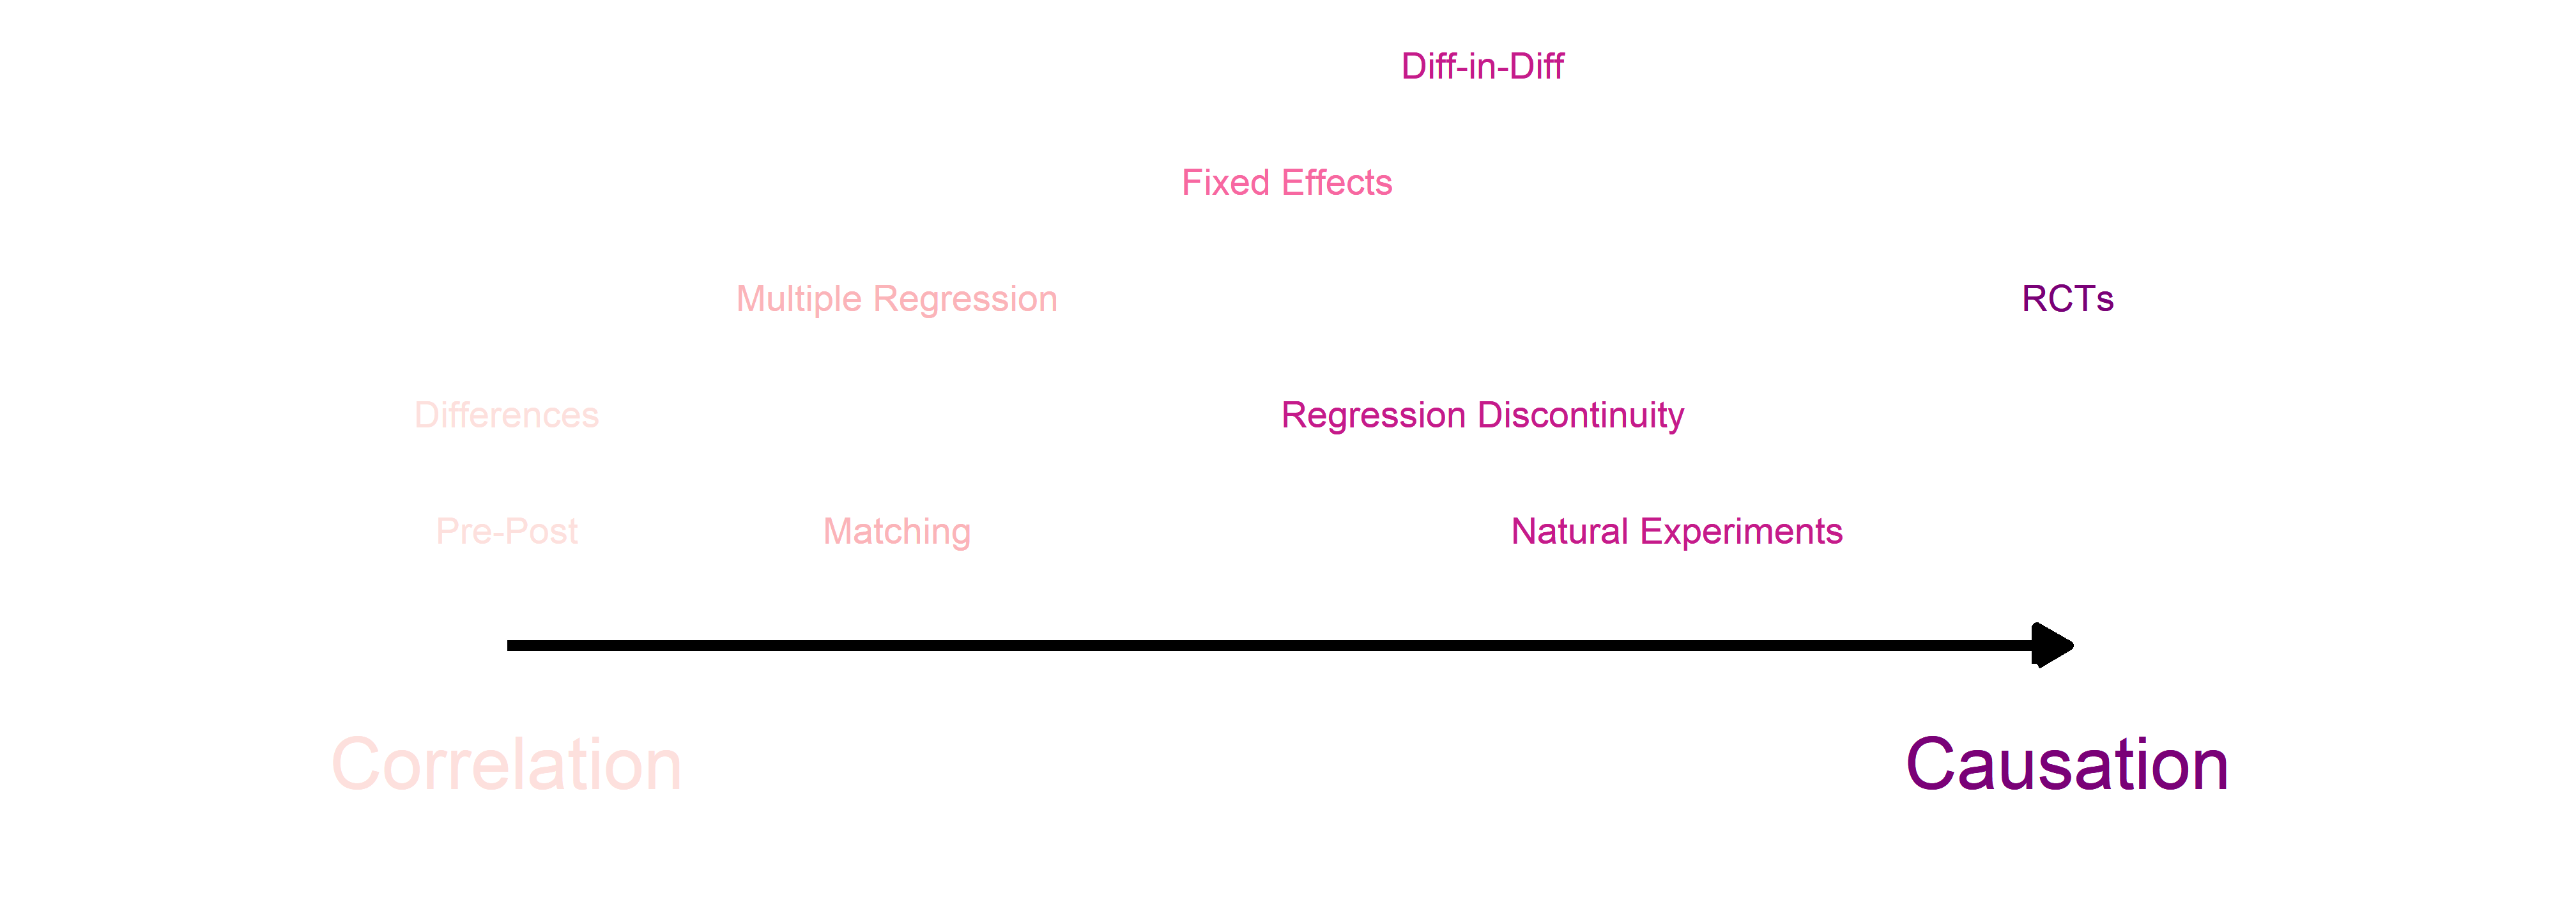 Diff-in-Diff
Fixed Effects
Multiple Regression
RCTs
Differences
Regression Discontinuity
Pre-Post
Matching
Natural Experiments
Correlation
Causation